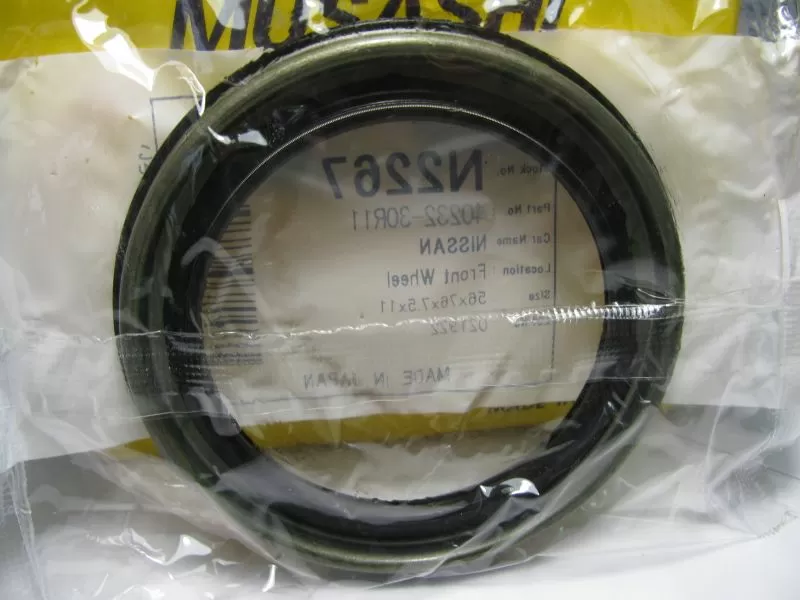 MUSASHI
Stock No. N2267
Part No. 40232-30R11
Car Name NISSAN
Location Front Wheel
Size 56x76x7.5x11
021922
MADE IN JAPAN